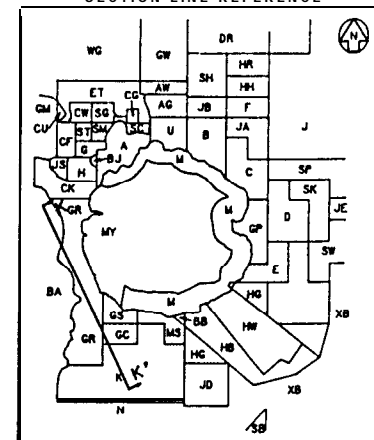 SECTION LINE REFERENCE
N
DR
WG
GW
HR
SH
HH
ET
CG
AW
GM
CW SG T
AG
JB
F
CU
ST SM SG
CF
A
U
B
JA
J
G
JS
H
BJ
M
C
SP
CK
SK
GR
M
D
JE
MY
GP
SW
E
BA
HG
M
GS
BB
XB
GC
MS
HW
GR
HG
HB
K K'
JD
XB
N
SB